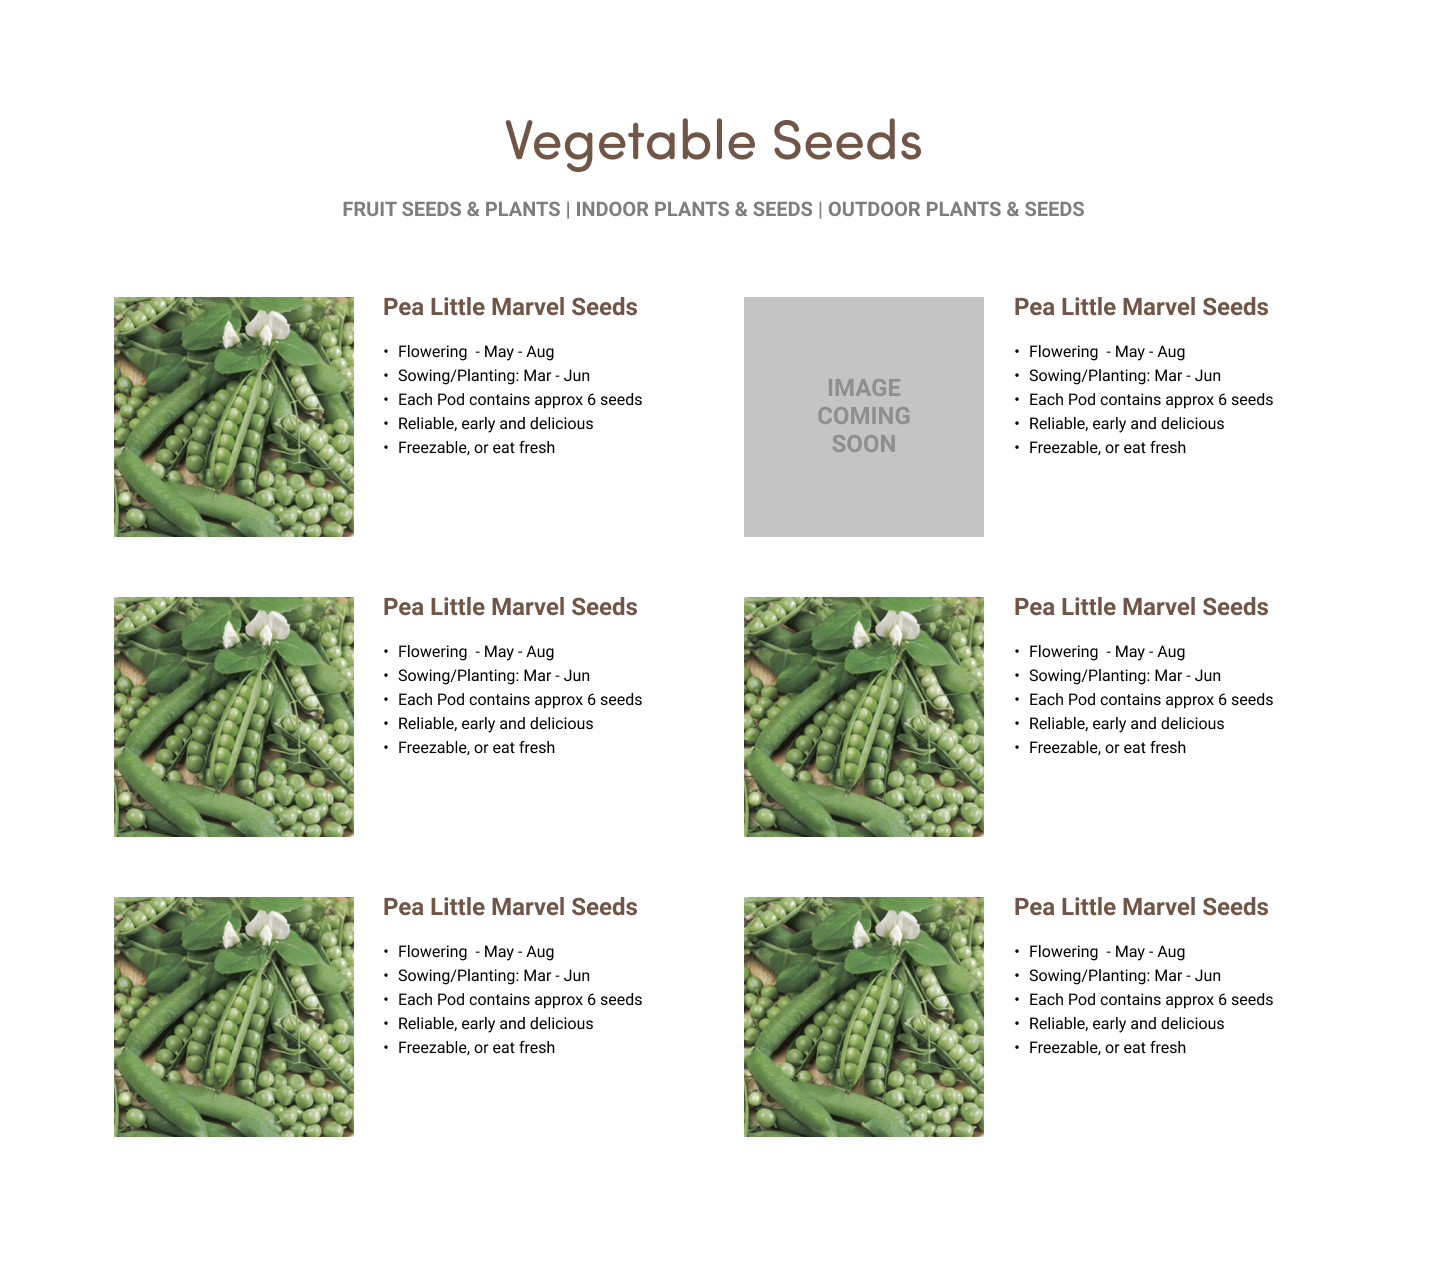 Vegetable Seeds
FRUIT SEEDS & PLANTS | INDOOR PLANTS & SEEDS | OUTDOOR PLANTS & SEEDS
Pea Little Marvel Seeds
• Flowering  - May - Aug
• Sowing/Planting: Mar - Jun
• Each Pod contains approx 6 seeds
• Reliable, early and delicious
• Freezable, or eat fresh
IMAGE
COMING
SOON
Pea Little Marvel Seeds
• Flowering  - May - Aug
• Sowing/Planting: Mar - Jun
• Each Pod contains approx 6 seeds
• Reliable, early and delicious
• Freezable, or eat fresh
Pea Little Marvel Seeds
• Flowering  - May - Aug
• Sowing/Planting: Mar - Jun
• Each Pod contains approx 6 seeds
• Reliable, early and delicious
• Freezable, or eat fresh
Pea Little Marvel Seeds
• Flowering  - May - Aug
• Sowing/Planting: Mar - Jun
• Each Pod contains approx 6 seeds
• Reliable, early and delicious
• Freezable, or eat fresh
Pea Little Marvel Seeds
• Flowering  - May - Aug
• Sowing/Planting: Mar - Jun
• Each Pod contains approx 6 seeds
• Reliable, early and delicious
• Freezable, or eat fresh
Pea Little Marvel Seeds
• Flowering  - May - Aug
• Sowing/Planting: Mar - Jun
• Each Pod contains approx 6 seeds
• Reliable, early and delicious
• Freezable, or eat fresh